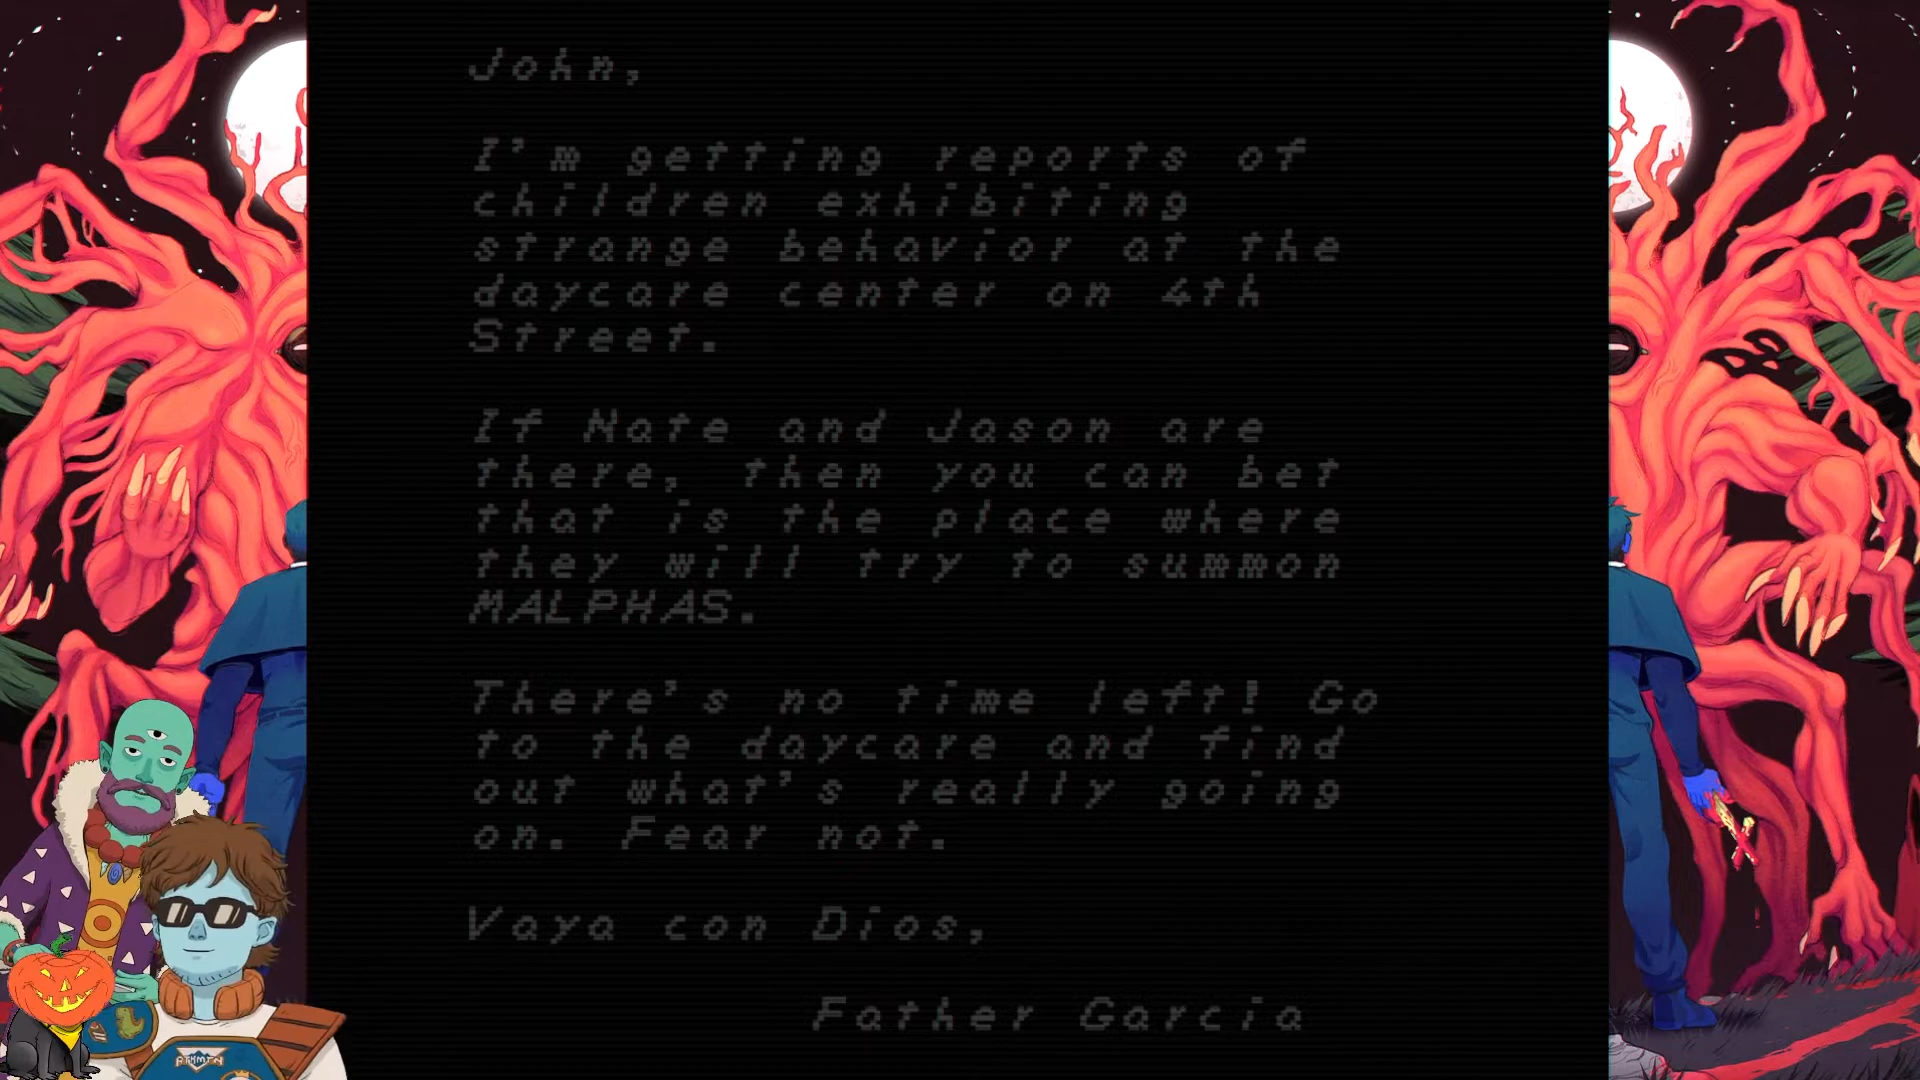 John,
I'm getting reports of
children exhibiting
strange behavior at the
daycare center on 4th
Street.
If Nate and Jason are
there, then you can bet
that is the place where
they will try to summon
MALPHAS.
There's no time left! Go
to the daycare and find
out what's really going
on. Fear not.
Vaya con Dios,
Father Garcia